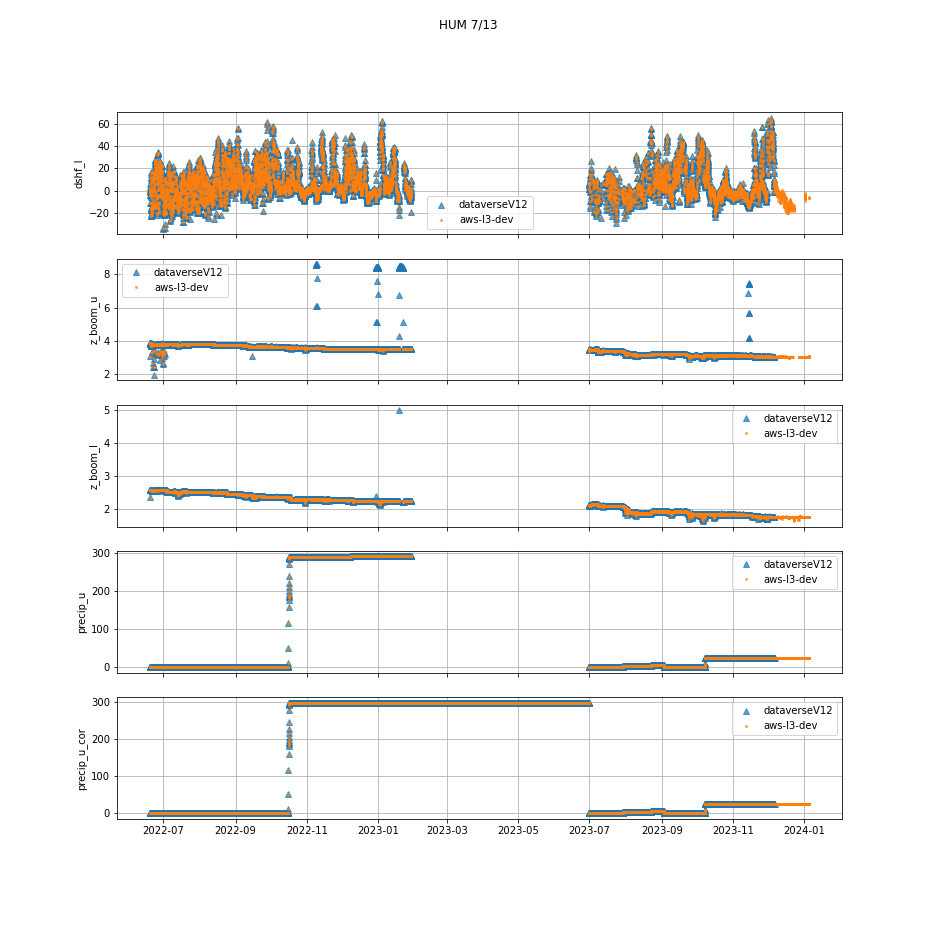 HUM 7/13
60
40
20
0
−20
dshf_l
dataverseV12
aws-l3-dev
8
6
4
2
z_boom_u
dataverseV12
aws-l3-dev
5
4
3
2
z_boom_l
dataverseV12
aws-l3-dev
300
200
100
0
precip_u
dataverseV12
aws-l3-dev
300
200
100
0
precip_u_cor
dataverseV12
aws-l3-dev
2022-07 2022-09 2022-11 2023-01 2023-03 2023-05 2023-07 2023-09 2023-11 2024-01